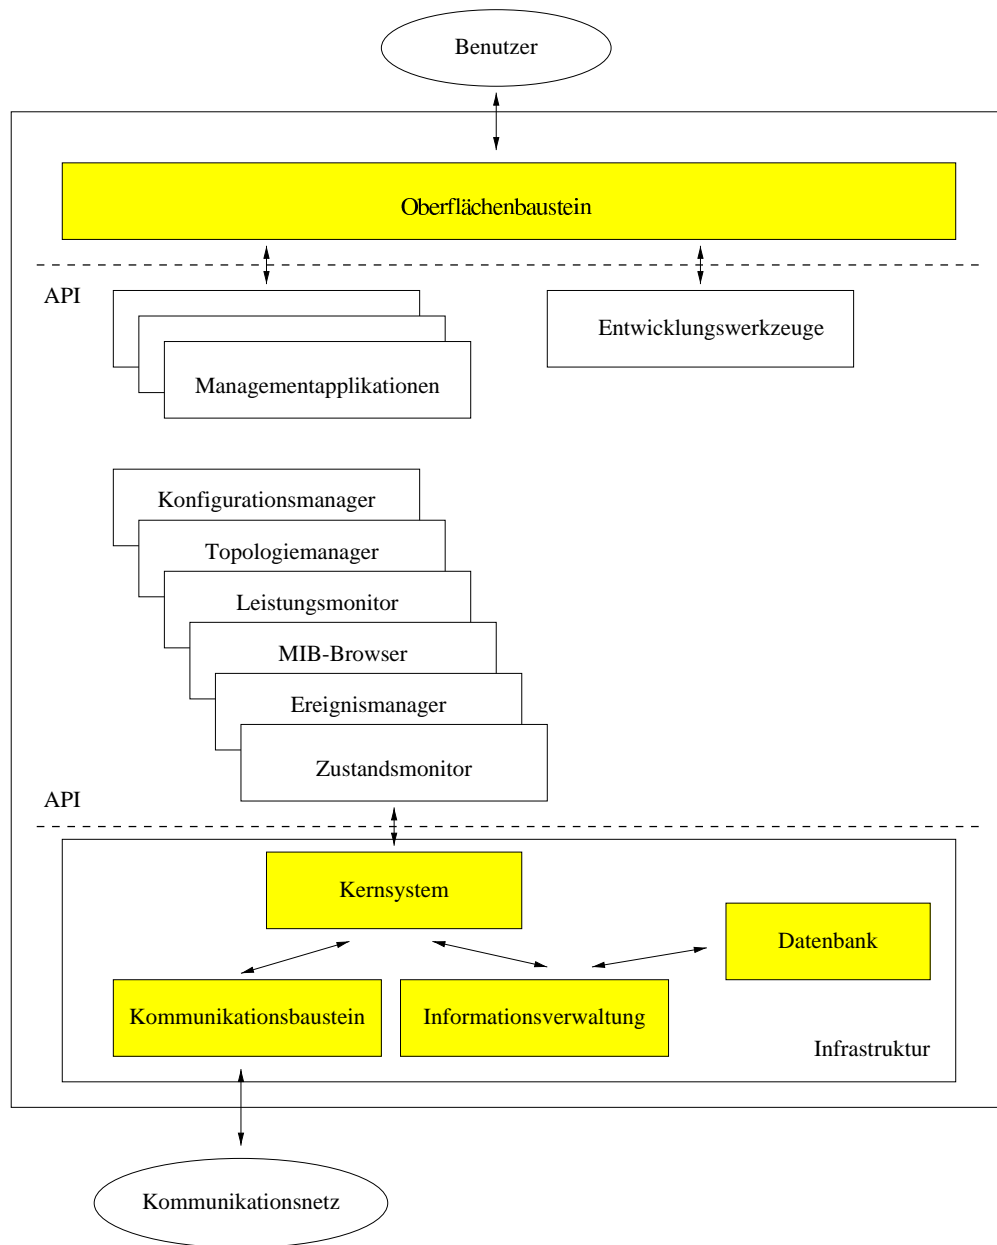 Benutzer
Oberflächenbaustein
API
Entwicklungswerkzeuge
Managementapplikationen
Konfigurationsmanager
Topologiemanager
Leistungsmonitor
MIB-Browser
Ereignismanager
Zustandsmonitor
API
Kernsystem
Datenbank
Kommunikationsbaustein
Informationsverwaltung
Infrastruktur
Kommunikationsnetz